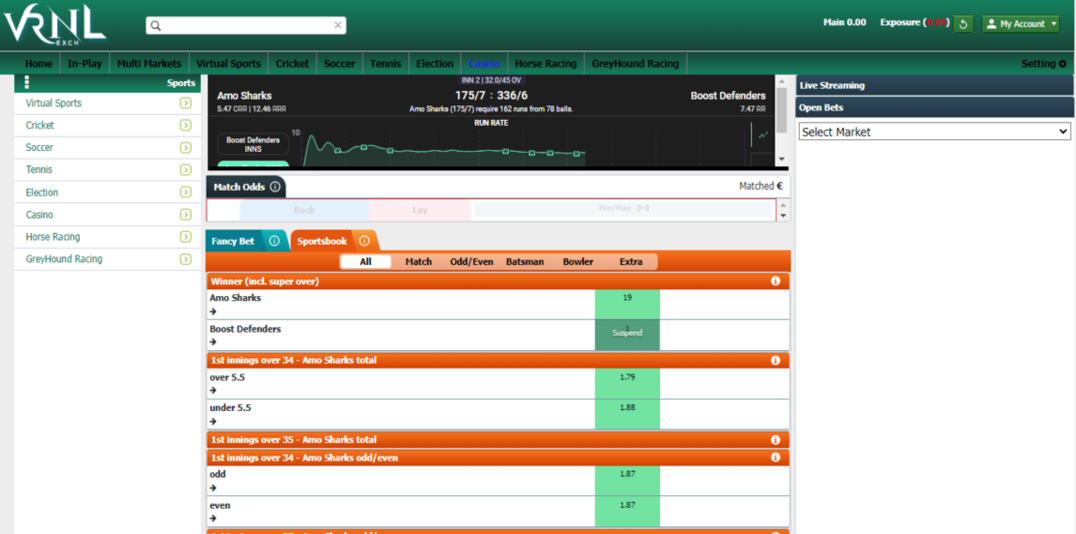 VRNL
EXCH
Main 0.00 Exposure (0.00) My Account
Home In-Play Multi Markets Virtual Sports Cricket Soccer Tennis Election Casino Horse Racing GreyHound Racing Setting
Sports
Virtual Sports
Cricket
Soccer
Tennis
Election
Casino
Horse Racing
GreyHound Racing
INN 2 | 32.0/45 OV
Amo Sharks 175/7 : 336/6 Boost Defenders
5.47 CRR | 12.46 RRR Amo Sharks (175/7) require 162 runs from 78 balls. 7.47 RR
RUN RATE
10
Boost Defenders
INNS
Match Odds Matched €
Back Lay Min/Max 0-0
Fancy Bet Sportsbook
All Match Odd/Even Batsman Bowler Extra
Winner (incl. super over)
Amo Sharks 19
Boost Defenders 1
Suspend
1st innings over 34 - Amo Sharks total
over 5.5 1.79
under 5.5 1.88
1st innings over 35 - Amo Sharks total
1st innings over 34 - Amo Sharks odd/even
odd 1.87
even 1.87
Live Streaming
Open Bets
Select Market